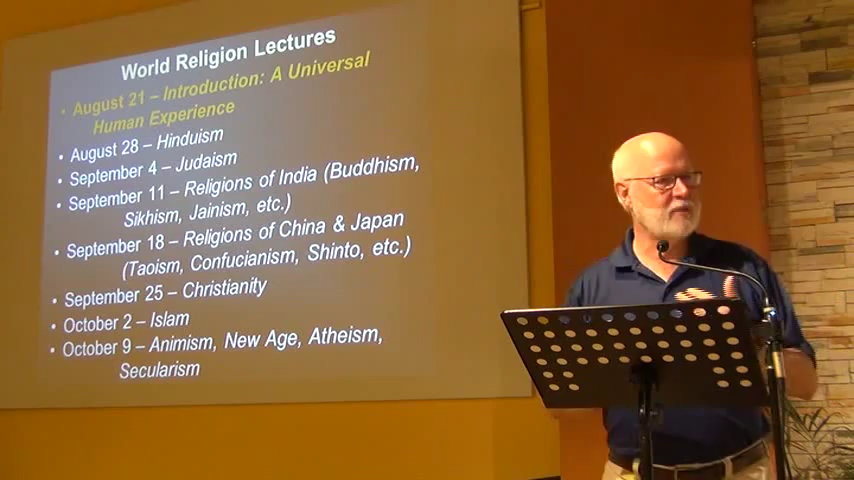 World Religion Lectures
• August 21 – Introduction: A Universal
Human Experience
• August 28 – Hinduism
• September 4 – Judaism
• September 11 – Religions of India (Buddhism,
Sikhism, Jainism, etc.)
• September 18 – Religions of China & Japan
(Taoism, Confucianism, Shinto, etc.)
• September 25 – Christianity
• October 2 – Islam
• October 9 – Animism, New Age, Atheism,
Secularism